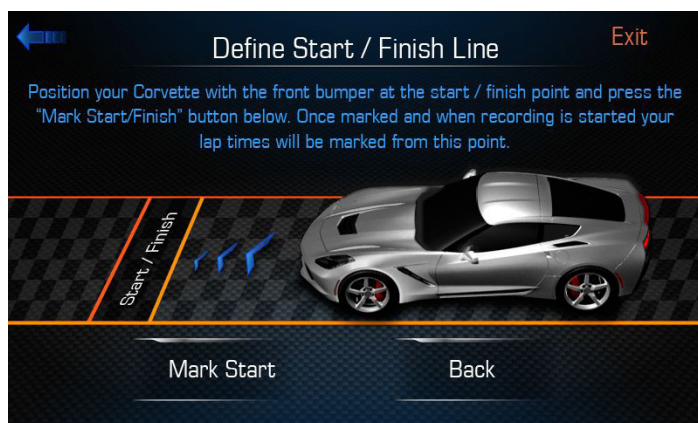 Define Start / Finish Line
Exit
Position your Corvette with the front bumper at the start / finish point and press the
“Mark Start/Finish” button below. Once marked and when recording is started your
lap times will be marked from this point.
Start / Finish
Mark Start
Back